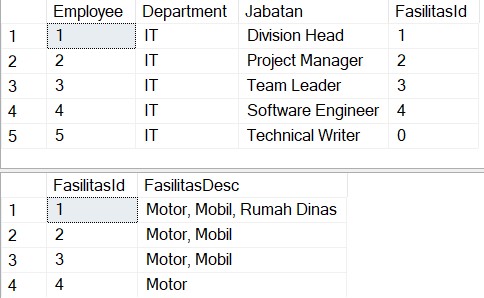 Employee Department Jabatan FasilitasId
1 1 IT Division Head 1
2 2 IT Project Manager 2
3 3 IT Team Leader 3
4 4 IT Software Engineer 4
5 5 IT Technical Writer 0
FasilitasId FasilitasDesc
1 1 Motor, Mobil, Rumah Dinas
2 2 Motor, Mobil
3 3 Motor, Mobil
4 4 Motor